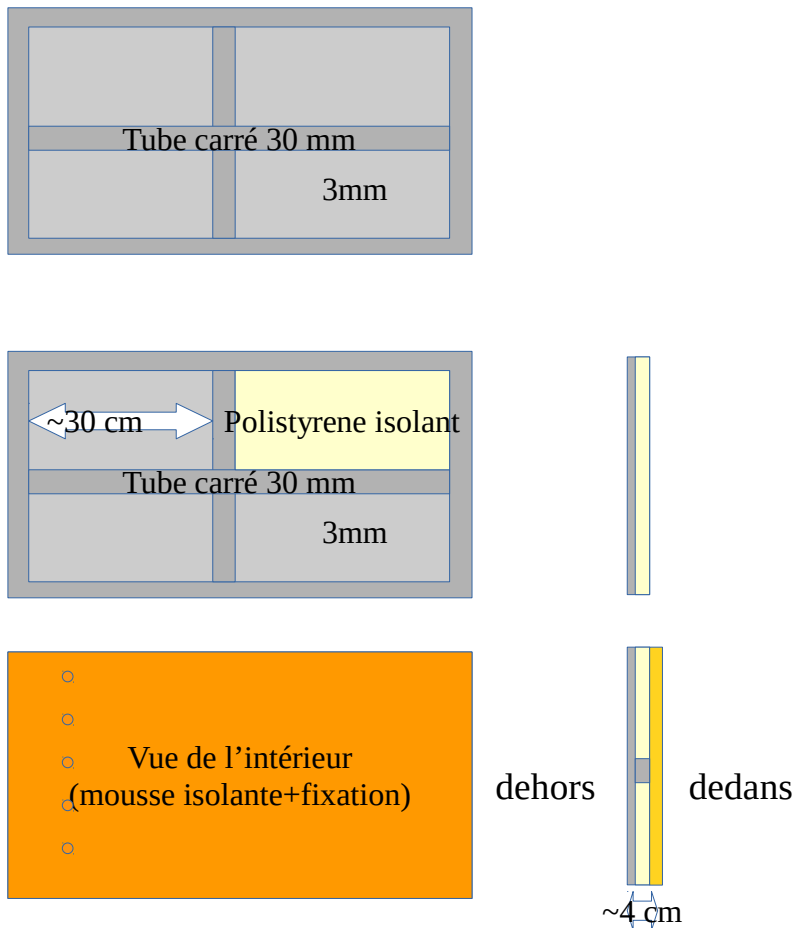 Tube carré 30 mm
3mm
~30 cm
Polistyrene isolant
Tube carré 30 mm
3mm
Vue de l’intérieur
(mousse isolante+fixation)
dehors
dedans
~4 cm